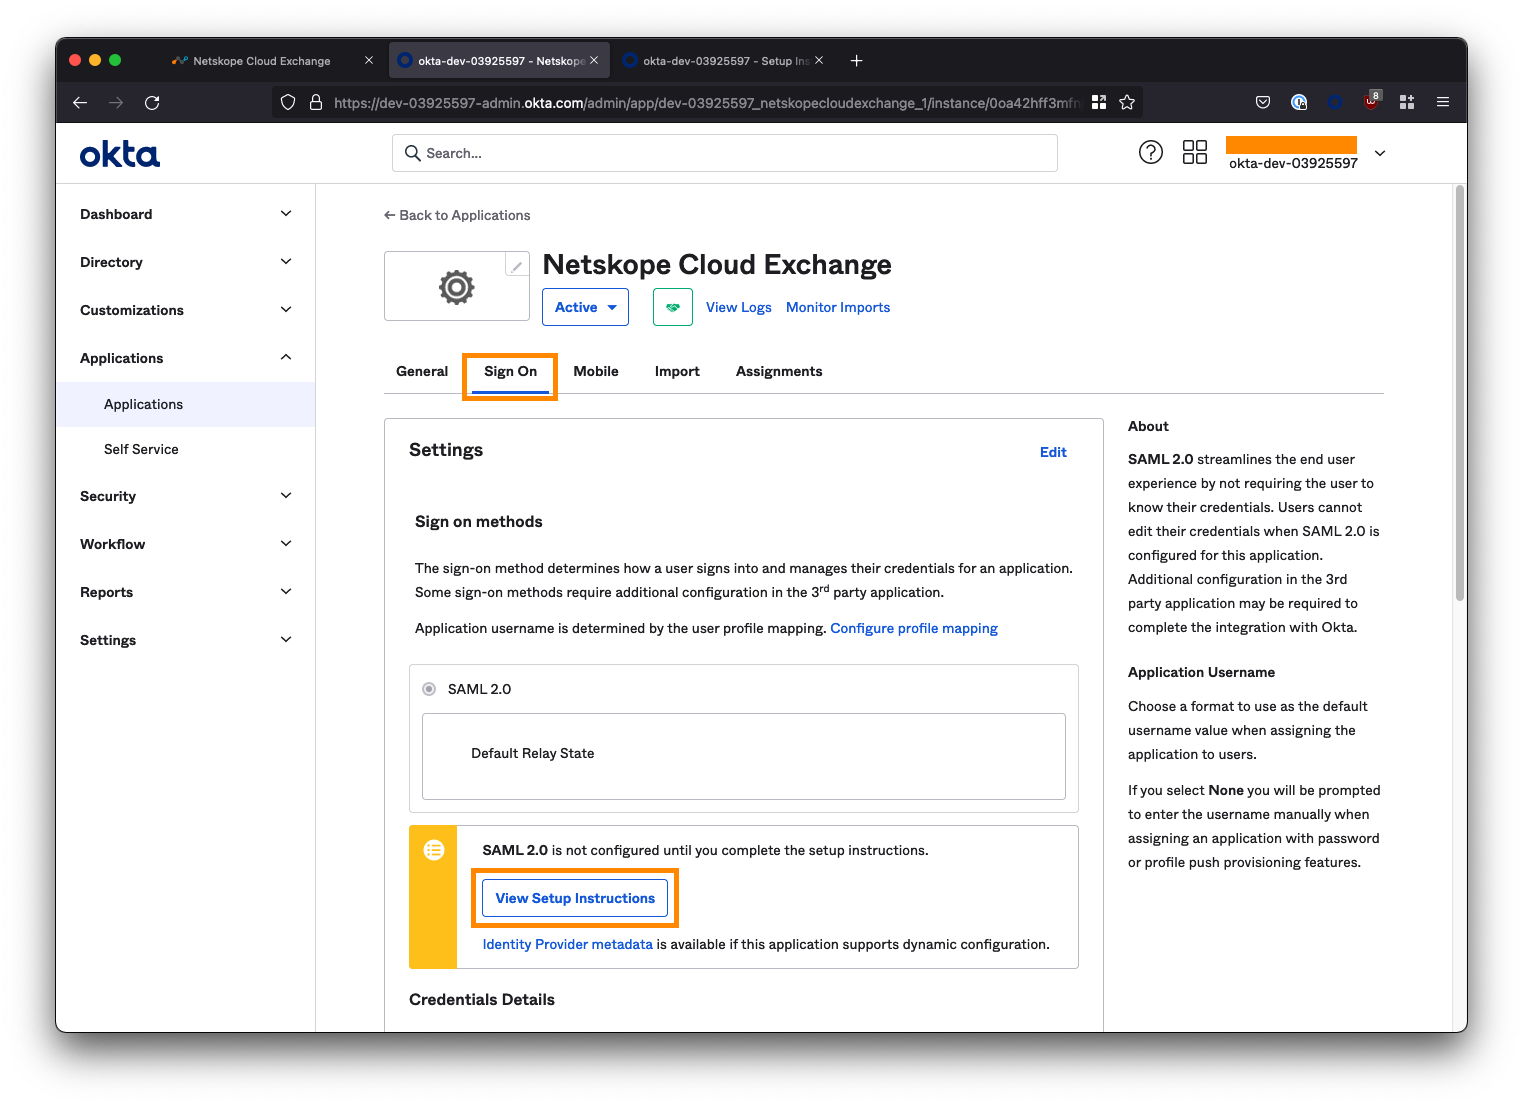 Netskope Cloud Exchange
okta-dev-03925597 - Netskope
okta-dev-03925597 - Setup Ins
https://dev-03925597-admin.okta.com/admin/app/dev-03925597_netskopecloudexchange_1/instance/0oa42hff3mfn
8
okta
Search...
okta-dev-03925597
Dashboard
Directory
Customizations
Applications
Applications
Self Service
Security
Workflow
Reports
Settings
← Back to Applications
Netskope Cloud Exchange
Active
View Logs
Monitor Imports
General
Sign On
Mobile
Import
Assignments
Settings
Edit
Sign on methods
The sign-on method determines how a user signs into and manages their credentials for an application.
Some sign-on methods require additional configuration in the 3rd party application.
Application username is determined by the user profile mapping. Configure profile mapping
SAML 2.0
Default Relay State
SAML 2.0 is not configured until you complete the setup instructions.
View Setup Instructions
Identity Provider metadata is available if this application supports dynamic configuration.
Credentials Details
About
SAML 2.0 streamlines the end user
experience by not requiring the user to
know their credentials. Users cannot
edit their credentials when SAML 2.0 is
configured for this application.
Additional configuration in the 3rd
party application may be required to
complete the integration with Okta.
Application Username
Choose a format to use as the default
username value when assigning the
application to users.
If you select None you will be prompted
to enter the username manually when
assigning an application with password
or profile push provisioning features.